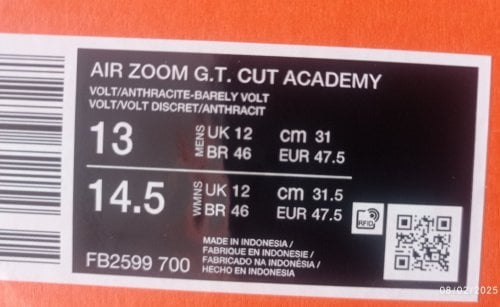 AIR ZOOM G.T. CUT ACADEMY
VOLT/ANTHRACITE-BARELY VOLT
VOLT/VOLT DISCRET/ANTHRACIT
13 MENS UK 12 cm 31
BR 46 EUR 47.5
14.5 WMNS UK 12 cm 31.5
BR 46 EUR 47.5
RFID
MADE IN INDONESIA/
FABRIQUE EN INDONESIE/
FABRICADO NA INDONÉSIA/
HECHO EN INDONESIA
FB2599 700
08/02/2025